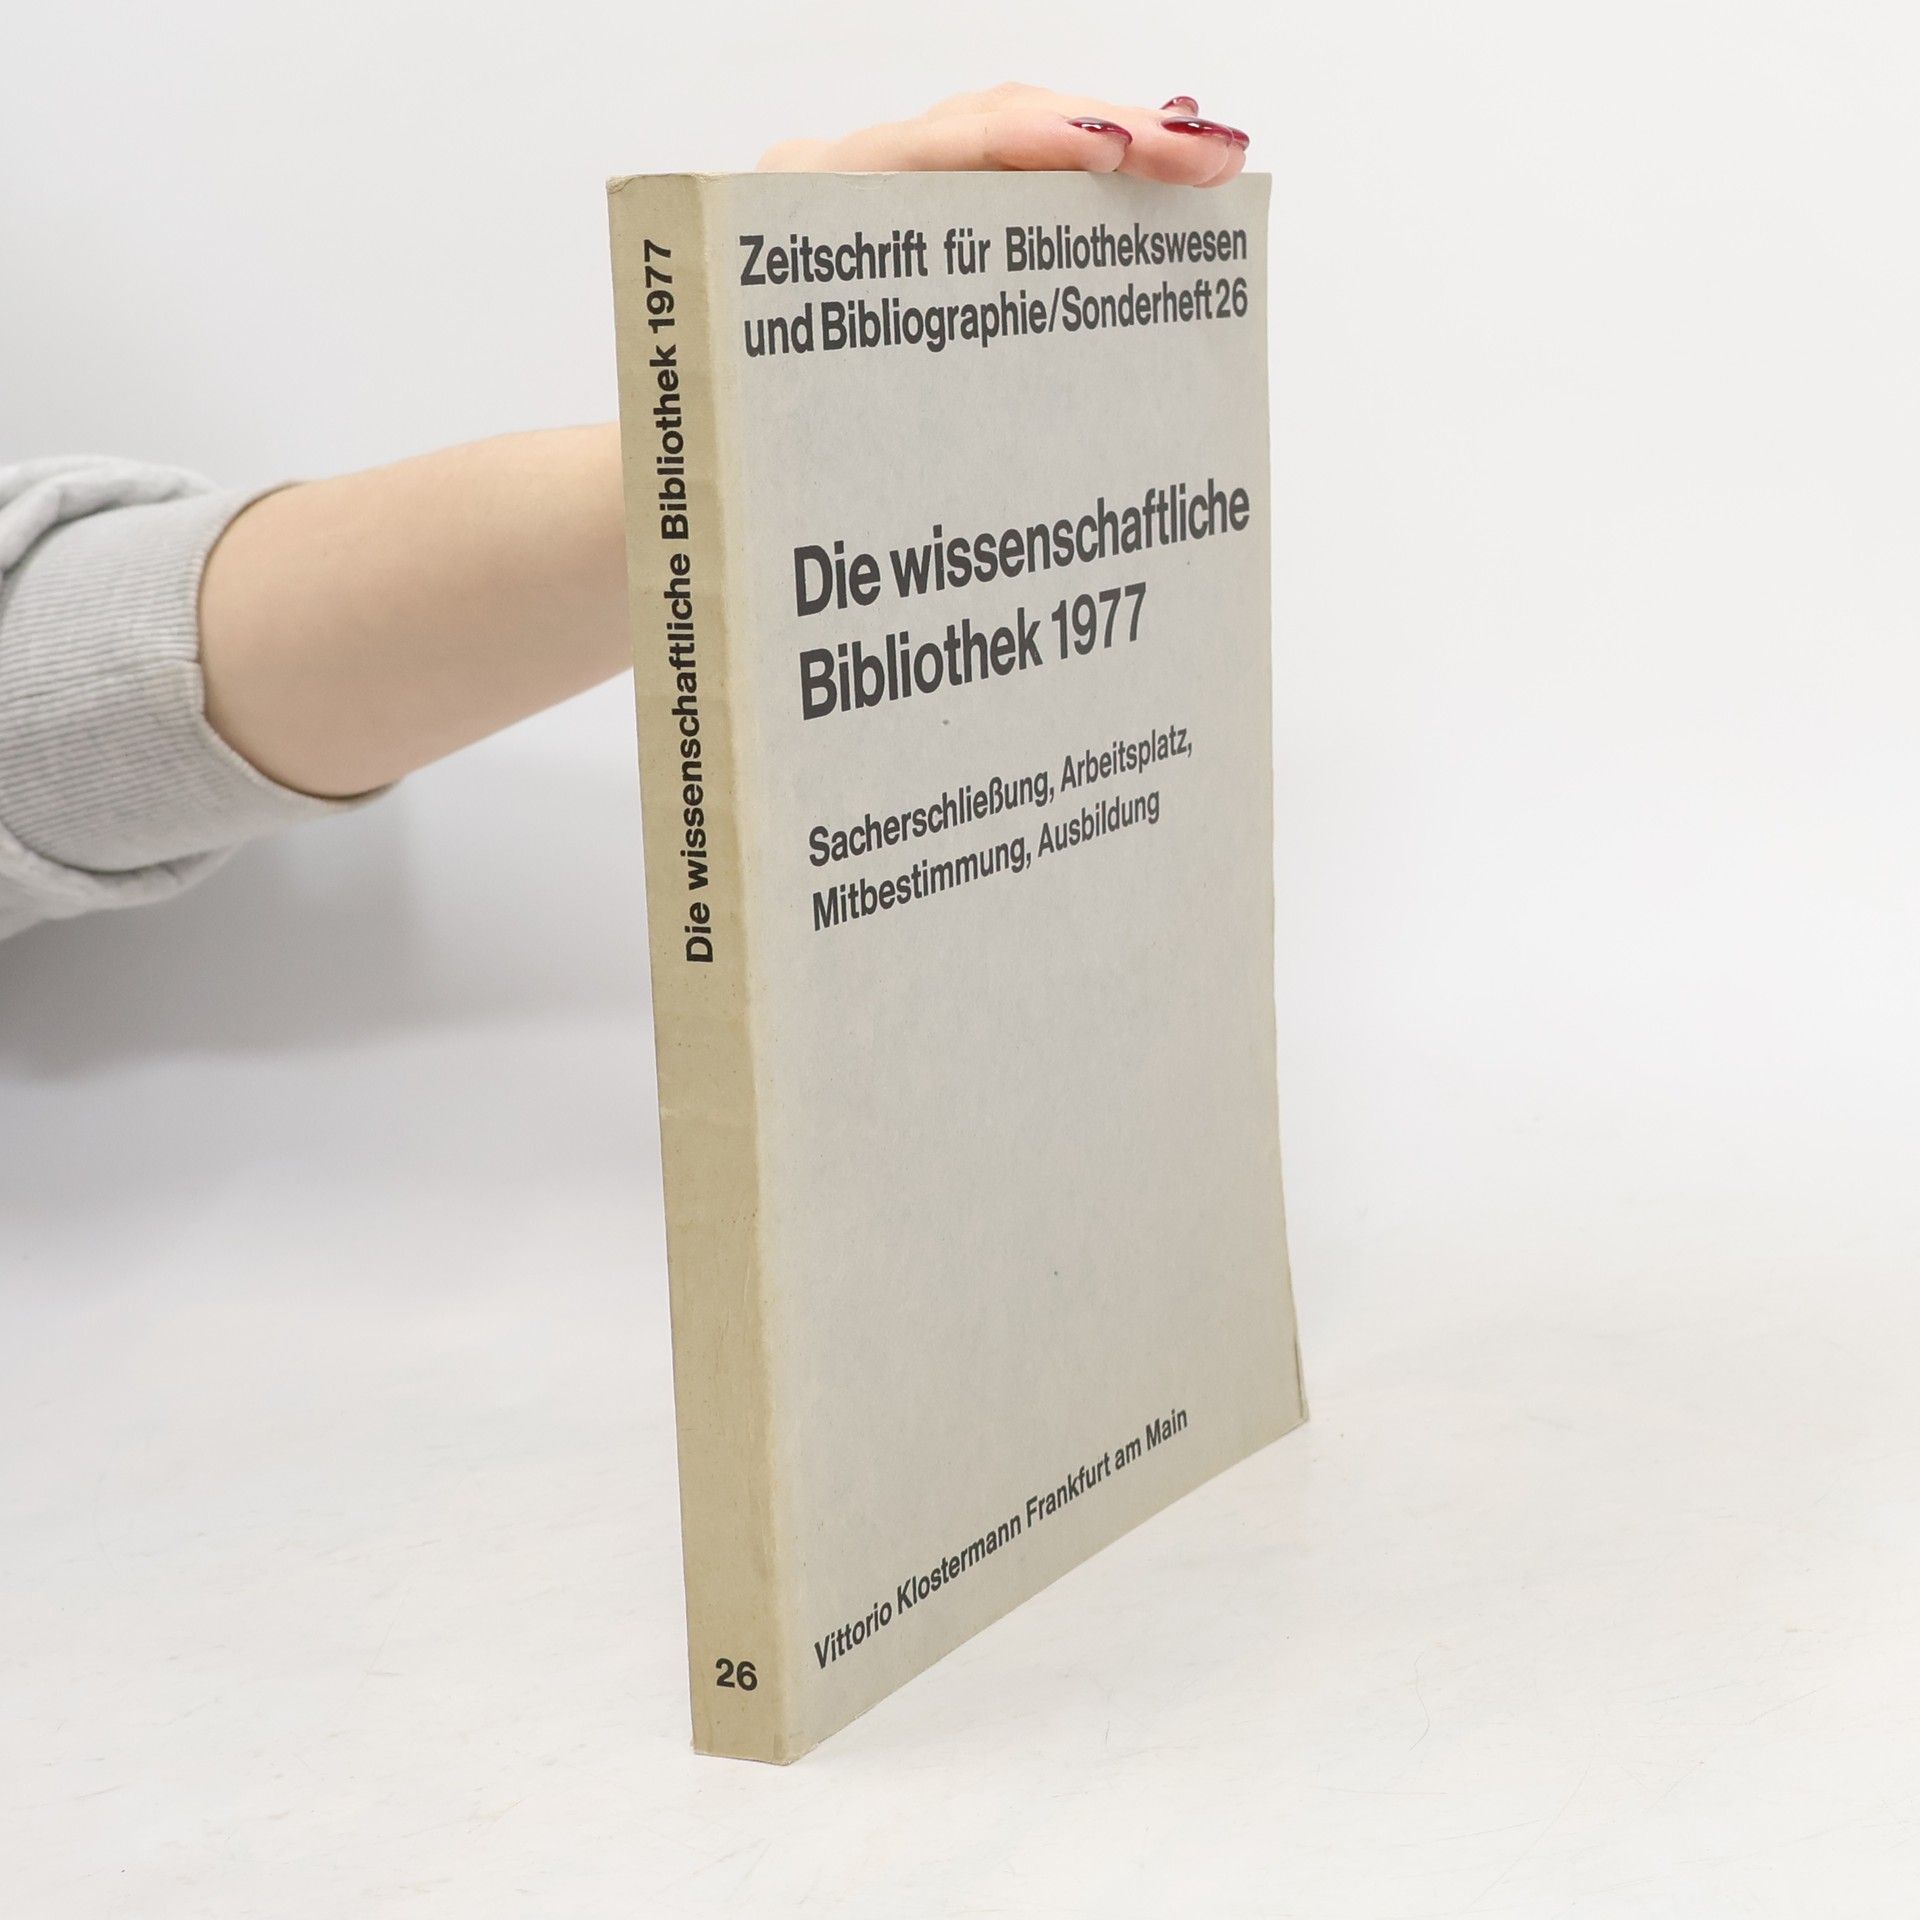 Die wissenschaftliche Bibliothek 1977
26
Zeitschrift für Bibliothekswesen
und Bibliographie/Sonderheft 26
Die wissenschaftliche
Bibliothek 1977
Sacherschließung, Arbeitsplatz,
Mitbestimmung, Ausbildung
Vittorio Klostermann Frankfurt am Main